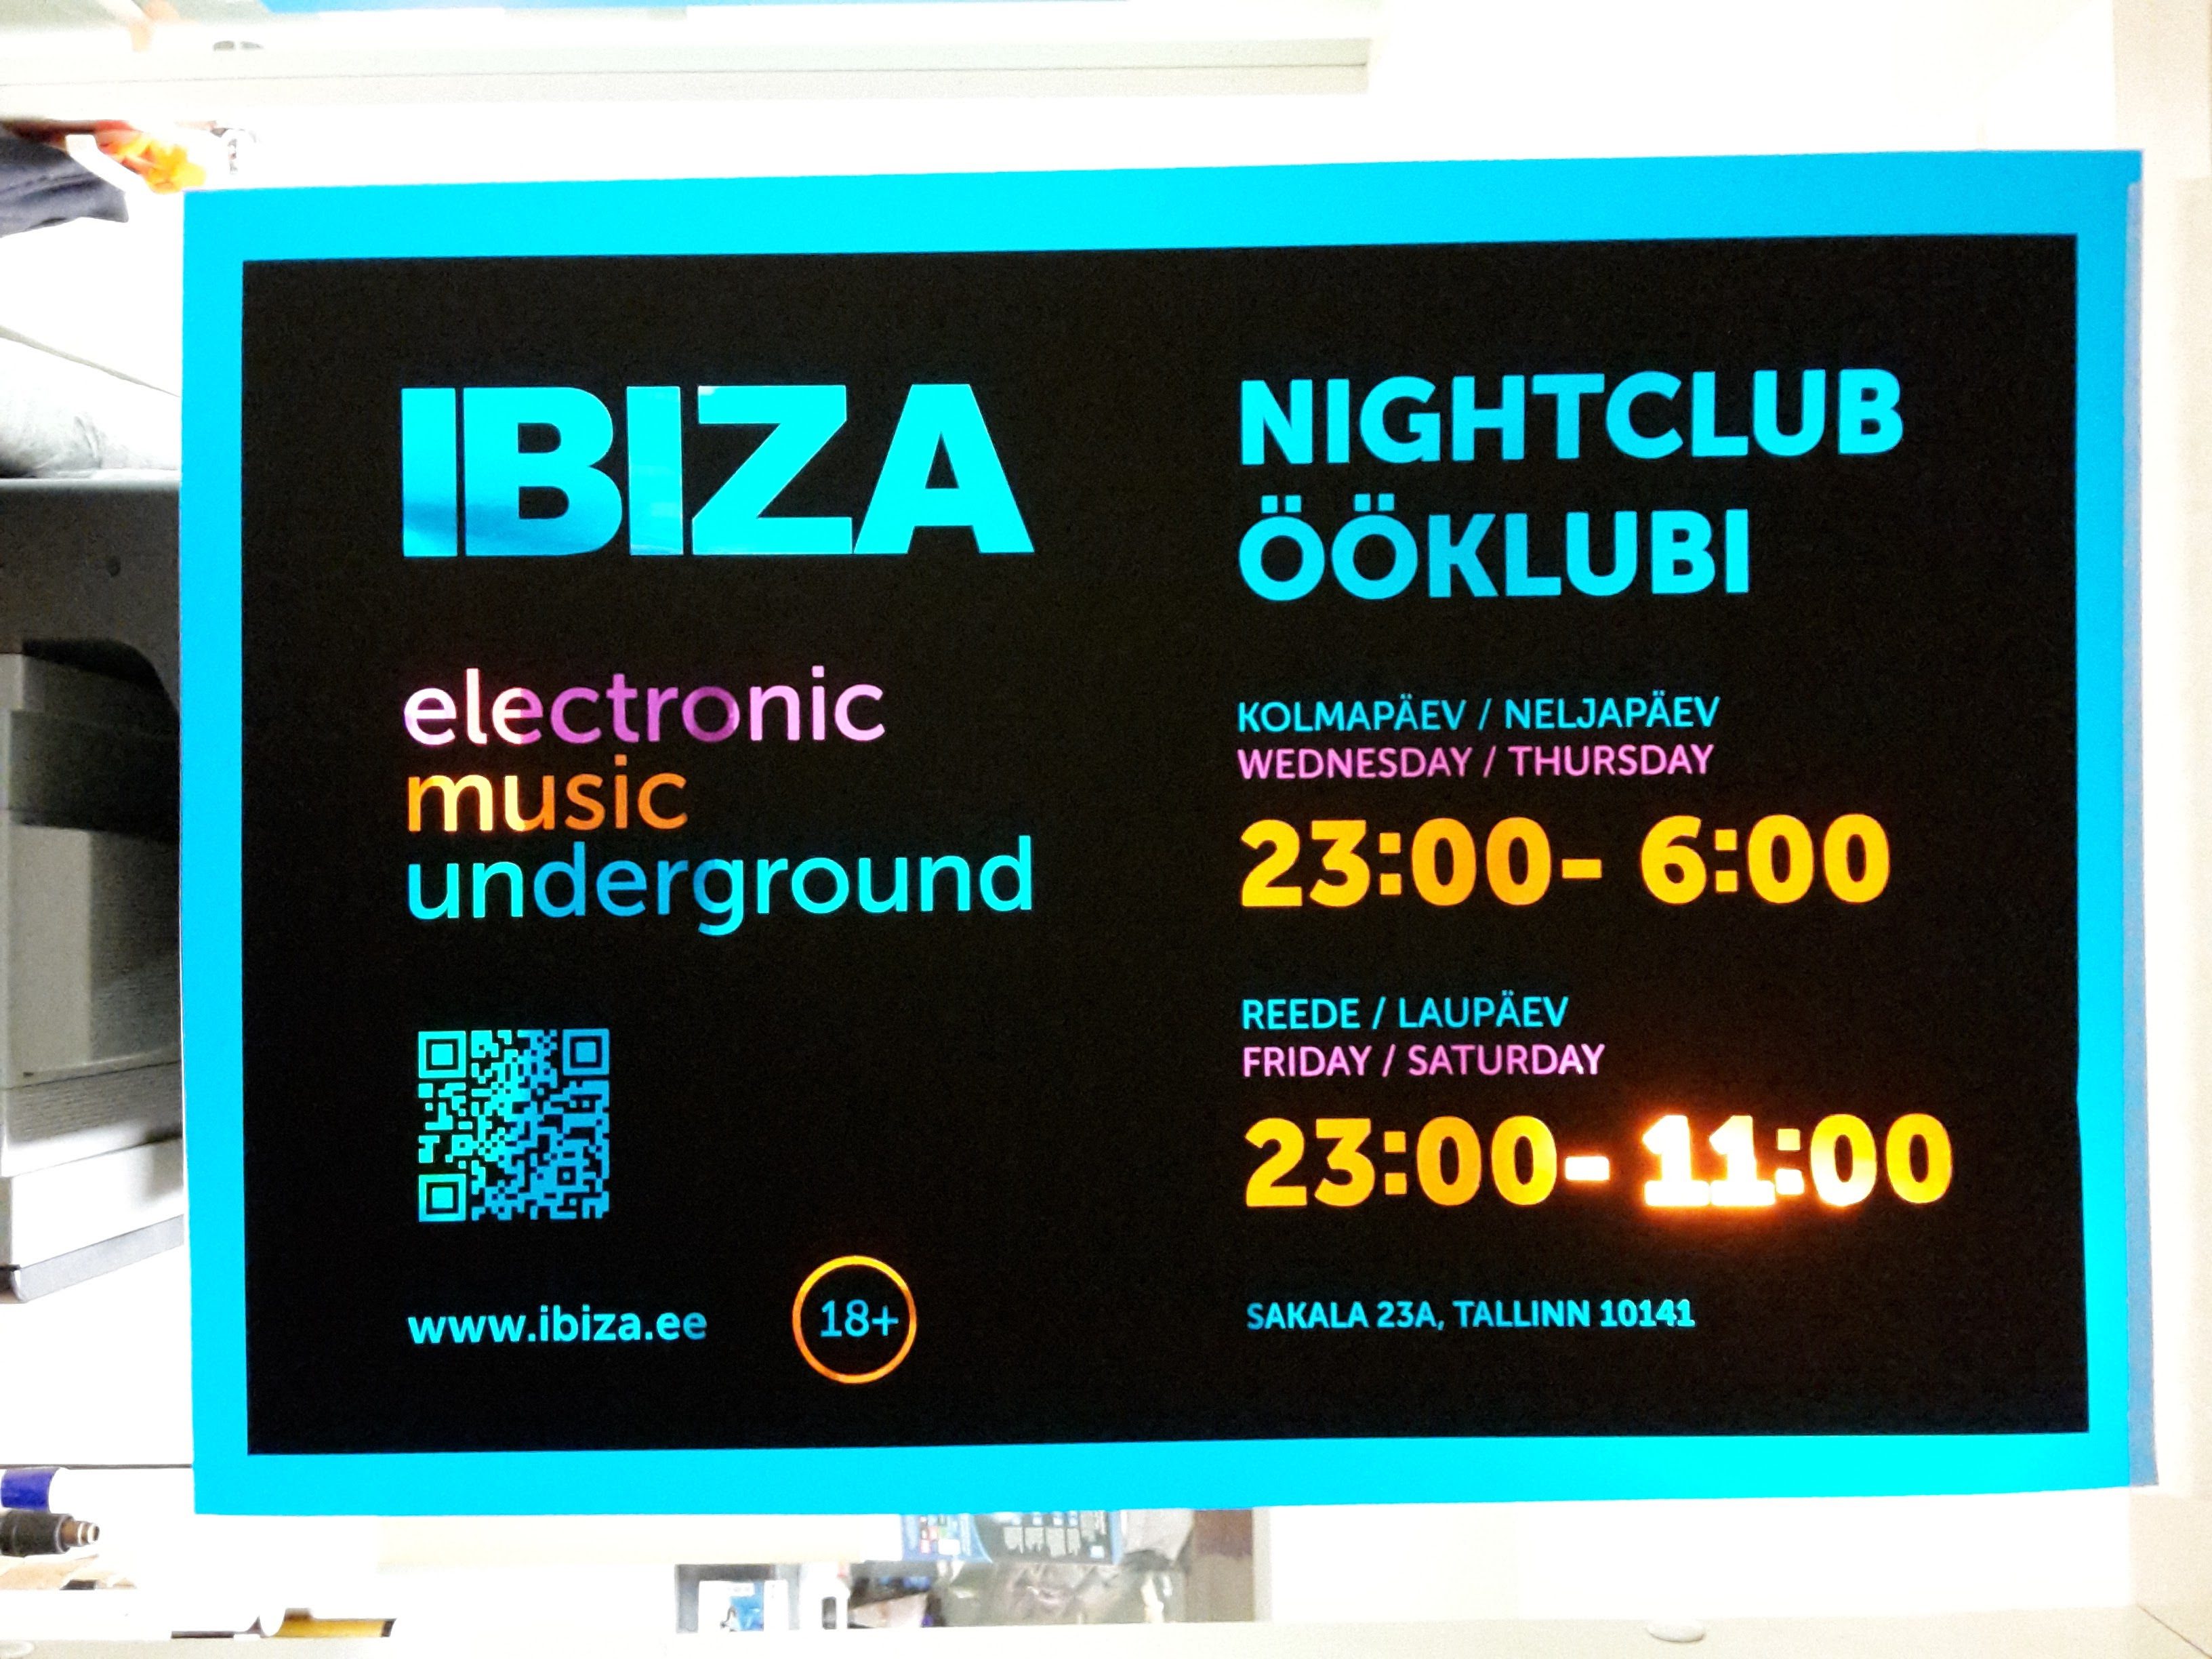 IBIZA
electronic
music
underground
www.ibiza.ee
18+
NIGHTCLUB
ÖÖKLUBI
KOLMAPÄEV / NELJAPÄEV
WEDNESDAY / THURSDAY
23:00- 6:00
REEDE / LAUPÄEV
FRIDAY / SATURDAY
23:00- 11:00
SAKALA 23A, TALLINN 10141